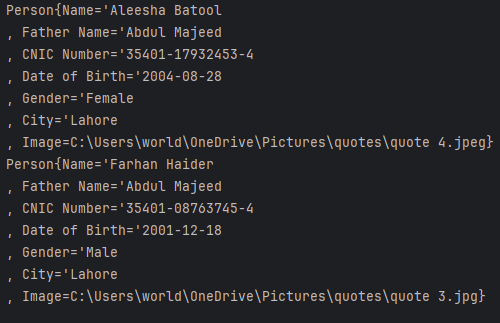 Person{Name='Aleesha Batool
, Father Name='Abdul Majeed
, CNIC Number='35401-17932453-4
, Date of Birth='2004-08-28
, Gender='Female
, City='Lahore
, Image=C:\Users\world\OneDrive\Pictures\quotes\quote 4.jpeg}
Person{Name='Farhan Haider
, Father Name='Abdul Majeed
, CNIC Number='35401-08763745-4
, Date of Birth='2001-12-18
, Gender='Male
, City='Lahore
, Image=C:\Users\world\OneDrive\Pictures\quotes\quote 3.jpg}